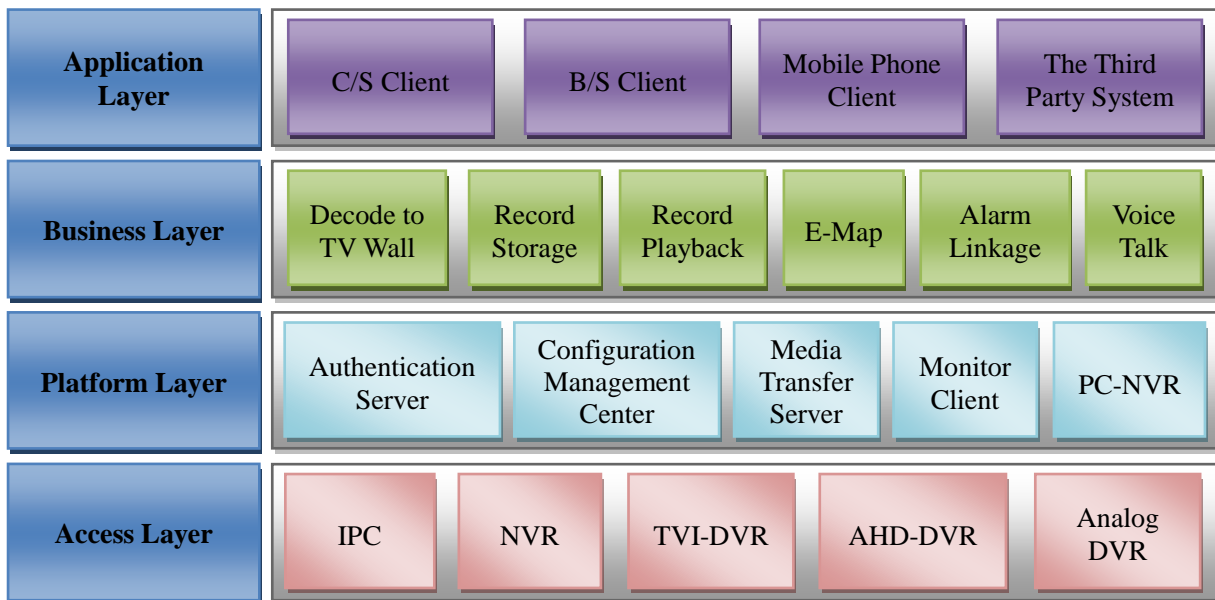 Application
Layer
C/S Client
B/S Client
Mobile Phone
Client
The Third
Party System
Business Layer
Decode to
TV Wall
Record
Storage
Record
Playback
E-Map
Alarm
Linkage
Voice
Talk
Platform Layer
Authentication
Server
Configuration
Management
Center
Media
Transfer
Server
Monitor
Client
PC-NVR
Access Layer
IPC
NVR
TVI-DVR
AHD-DVR
Analog
DVR